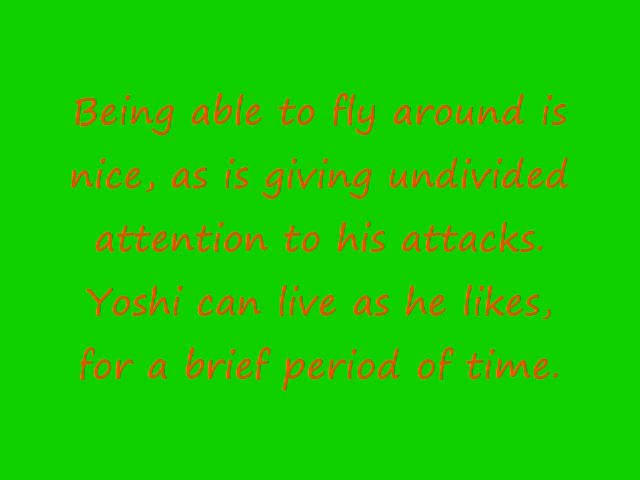 Being able to fly around is
nice, as is giving undivided
attention to his attacks.
Yoshi can live as he likes,
for a brief period of time.